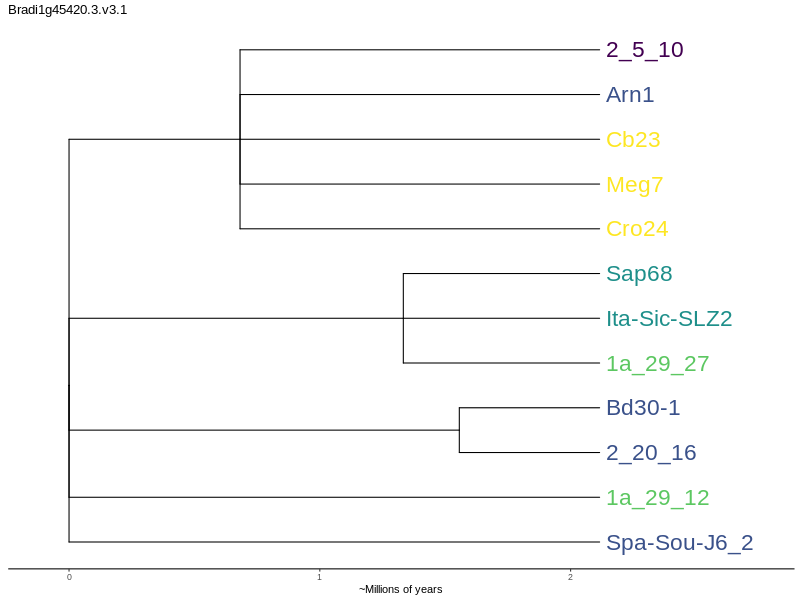 Bradi1g45420.3.v3.1
2_5_10
Arn1
Cb23
Meg7
Cro24
Sap68
Ita-Sic-SLZ2
1a_29_27
Bd30-1
2_20_16
1a_29_12
Spa-Sou-J6_2
0 1 2
~Millions of years